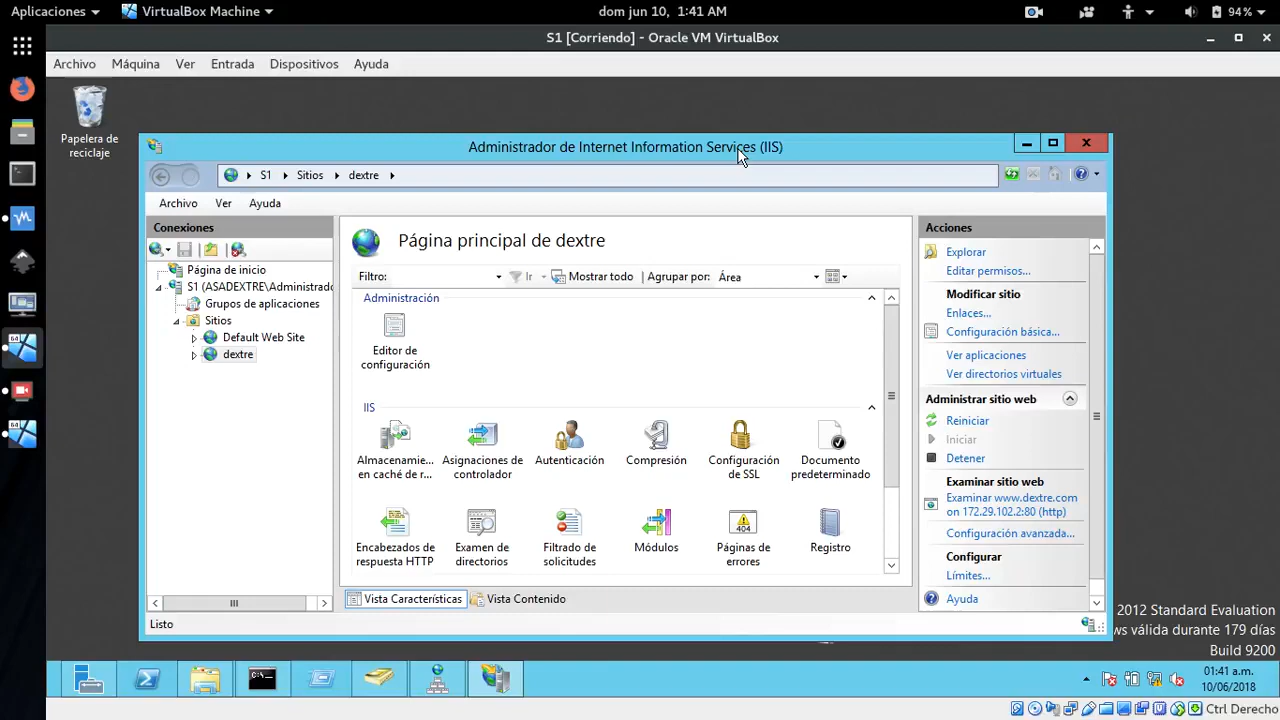 Aplicaciones
VirtualBox Machine
dom jun 10, 1:41 AM
94%
S1 [Corriendo] - Oracle VM VirtualBox
Archivo Máquina Ver Entrada Dispositivos Ayuda
Papelera de
reciclaje
Administrador de Internet Information Services (IIS)
S1 Sitios dextre
Archivo Ver Ayuda
Conexiones
Página de inicio
S1 (ASADEXTRE\Administrado
Grupos de aplicaciones
Sitios
Default Web Site
dextre
Página principal de dextre
Filtro: Ir Mostrar todo Agrupar por: Área
Administración
Editor de
configuración
IIS
Almacenamie...
en caché de r...
Asignaciones de
controlador
Autenticación
Compresión
Configuración
de SSL
Documento
predeterminado
Encabezados de
respuesta HTTP
Examen de
directorios
Filtrado de
solicitudes
Módulos
404
Páginas de
errores
Registro
Vista Características Vista Contenido
Acciones
Explorar
Editar permisos...
Modificar sitio
Enlaces...
Configuración básica...
Ver aplicaciones
Ver directorios virtuales
Administrar sitio web
Reiniciar
Iniciar
Detener
Examinar sitio web
Examinar www.dextre.com
on 172.29.102.2:80 (http)
Configuración avanzada...
Configurar
Límites...
Ayuda
Listo
2012 Standard Evaluation
ws válida durante 179 días
Build 9200
01:41 a.m.
10/06/2018
Ctrl Derecho